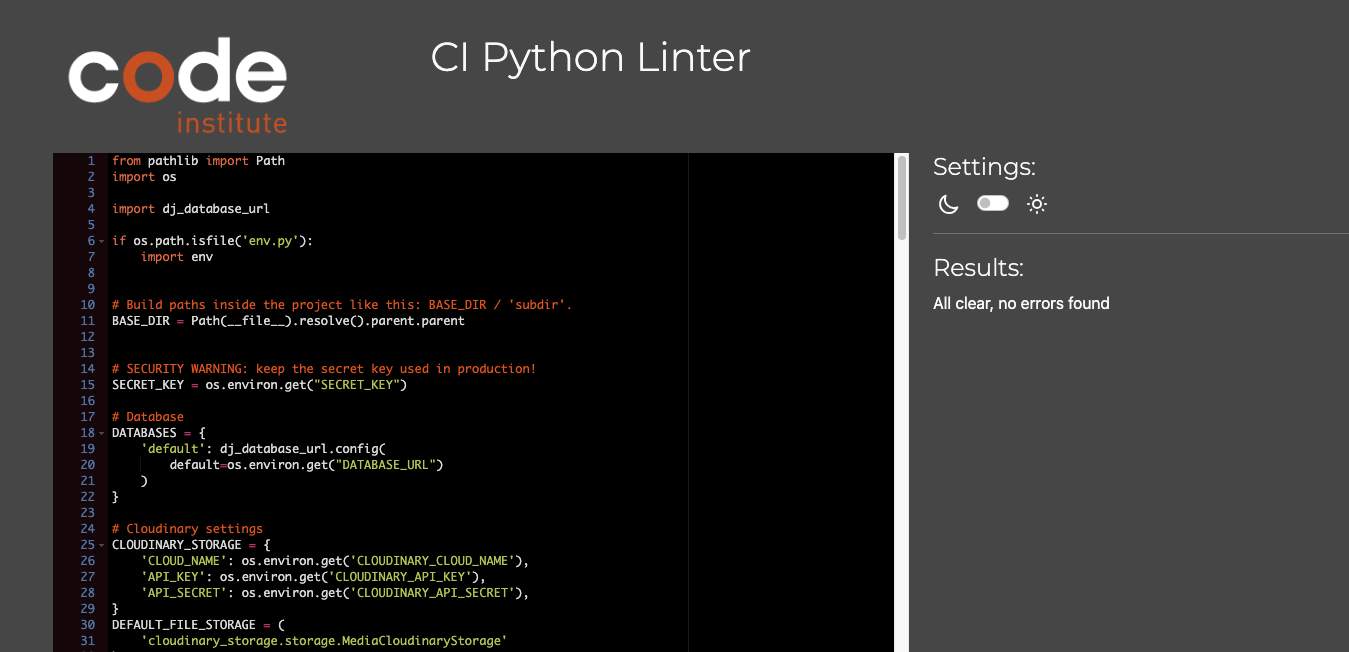 code
institute
CI Python Linter
1 from pathlib import Path
2 import os
3
4 import dj_database_url
5
6 if os.path.isfile('env.py'):
7     import env
8
9
10 # Build paths inside the project like this: BASE_DIR / 'subdir'.
11 BASE_DIR = Path(__file__).resolve().parent.parent
12
13
14 # SECURITY WARNING: keep the secret key used in production!
15 SECRET_KEY = os.environ.get("SECRET_KEY")
16
17 # Database
18 DATABASES = {
19     'default': dj_database_url.config(
20         default=os.environ.get("DATABASE_URL")
21     )
22 }
23
24 # Cloudinary settings
25 CLOUDINARY_STORAGE = {
26     'CLOUD_NAME': os.environ.get('CLOUDINARY_CLOUD_NAME'),
27     'API_KEY': os.environ.get('CLOUDINARY_API_KEY'),
28     'API_SECRET': os.environ.get('CLOUDINARY_API_SECRET'),
29 }
30 DEFAULT_FILE_STORAGE = (
31     'cloudinary_storage.storage.MediaCloudinaryStorage'
Settings:
Results:
All clear, no errors found